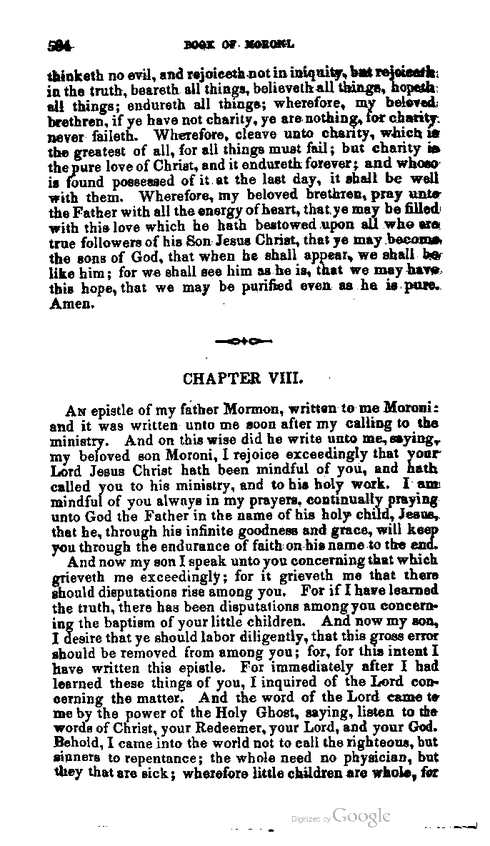 584 BOOK OF MORONI.
thinketh no evil, and rejoiceth not in iniquity, but rejoiceth
in the truth, beareth all things, believeth all things, hopeth
all things; endureth all things; wherefore, my beloved
brethren, if ye have not charity, ye are nothing, for charity
never faileth. Wherefore, cleave unto charity, which is
the greatest of all, for all things must fail; but charity is
the pure love of Christ, and it endureth forever; and whoso
is found possessed of it at the last day, it shall be well
with them. Wherefore, my beloved brethren, pray unto
the Father with all the energy of heart, that ye may be filled
with this love which he hath bestowed upon all who are
true followers of his Son Jesus Christ, that ye may become
the sons of God, that when he shall appear, we shall be
like him; for we shall see him as he is, that we may have
this hope, that we may be purified even as he is pure.
Amen.
CHAPTER VIII.
AN epistle of my father Mormon, written to me Moroni:
and it was written unto me soon after my calling to the
ministry. And on this wise did he write unto me, saying,
my beloved son Moroni, I rejoice exceedingly that your
Lord Jesus Christ hath been mindful of you, and hath
called you to his ministry, and to his holy work. I am
mindful of you always in my prayers, continually praying
unto God the Father in the name of his holy child, Jesus,
that he, through his infinite goodness and grace, will keep
you through the endurance of faith on his name to the end.
And now my son I speak unto you concerning that which
grieveth me exceedingly; for it grieveth me that there
should disputations rise among you. For if I have learned
the truth, there has been disputations among you concern-
ing the baptism of your little children. And now my son,
I desire that ye should labor diligently, that this gross error
should be removed from among you; for, for this intent I
have written this epistle. For immediately after I had
learned these things of you, I inquired of the Lord con-
cerning the matter. And the word of the Lord came to
me by the power of the Holy Ghost, saying, listen to the
words of Christ, your Redeemer, your Lord, and your God.
Behold, I came into the world not to call the righteous, but
sinners to repentance; the whole need no physician, but
they that are sick; wherefore little children are whole, for
Digitized by Google